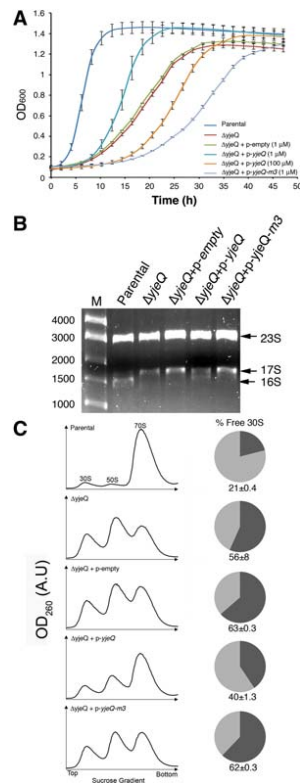 A
1.6
1.4
1.2
1.0
0.8
0.6
0.4
0.2
0
OD600
0 5 10 15 20 25 30 35 40 45 50
Time (h)
Parental
ΔyjeQ
ΔyjeQ + p-empty (1 µM)
ΔyjeQ + p-yjeQ (1 µM)
ΔyjeQ + p-yjeQ (100 µM)
ΔyjeQ + p-yjeQ-m3 (1 µM)
B
M
Parental
ΔyjeQ
ΔyjeQ+p-empty
ΔyjeQ+p-yjeQ
ΔyjeQ+p-yjeQ-m3
4000
3000
2000
1500
1000
23S
17S
16S
C
% Free 30S
OD260 (A.U)
Parental
30S 50S 70S
21±0.4
ΔyjeQ
56±8
ΔyjeQ + p-empty
63±0.3
ΔyjeQ + p-yjeQ
40±1.3
ΔyjeQ + p-yjeQ-m3
62±0.3
Top Bottom
Sucrose Gradient